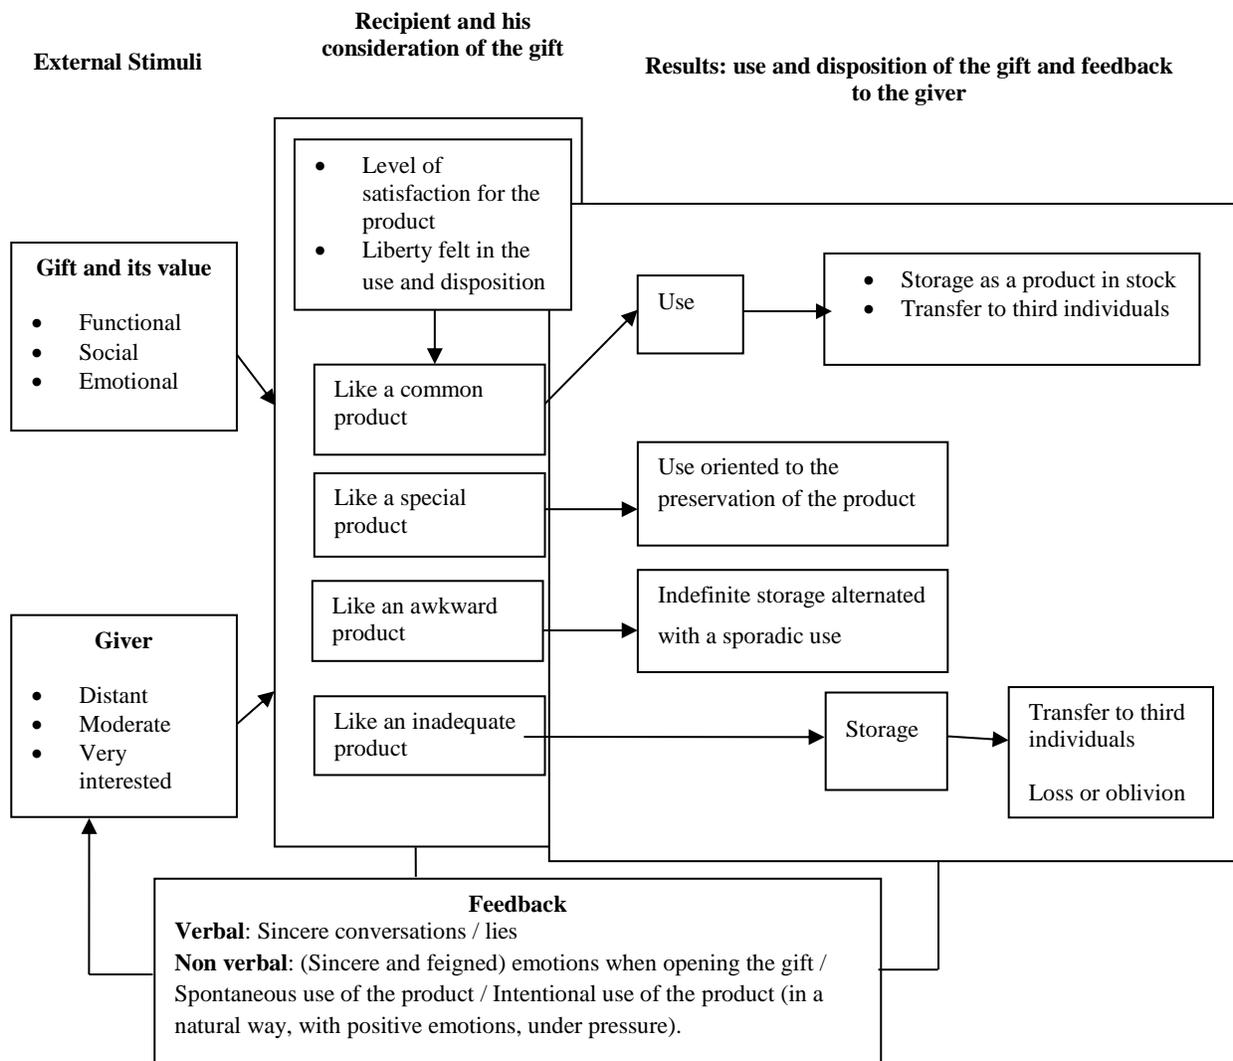 External Stimuli
Recipient and his
consideration of the gift
Results: use and disposition of the gift and feedback
to the giver
Gift and its value
• Functional
• Social
• Emotional
Giver
• Distant
• Moderate
• Very
interested
• Level of
satisfaction for the
product
• Liberty felt in the
use and disposition
Like a common
product
Like a special
product
Like an awkward
product
Like an inadequate
product
Use
• Storage as a product in stock
• Transfer to third individuals
Use oriented to the
preservation of the product
Indefinite storage alternated
with a sporadic use
Storage
Transfer to third
individuals
Loss or oblivion
Feedback
Verbal: Sincere conversations / lies
Non verbal: (Sincere and feigned) emotions when opening the gift /
Spontaneous use of the product / Intentional use of the product (in a
natural way, with positive emotions, under pressure).